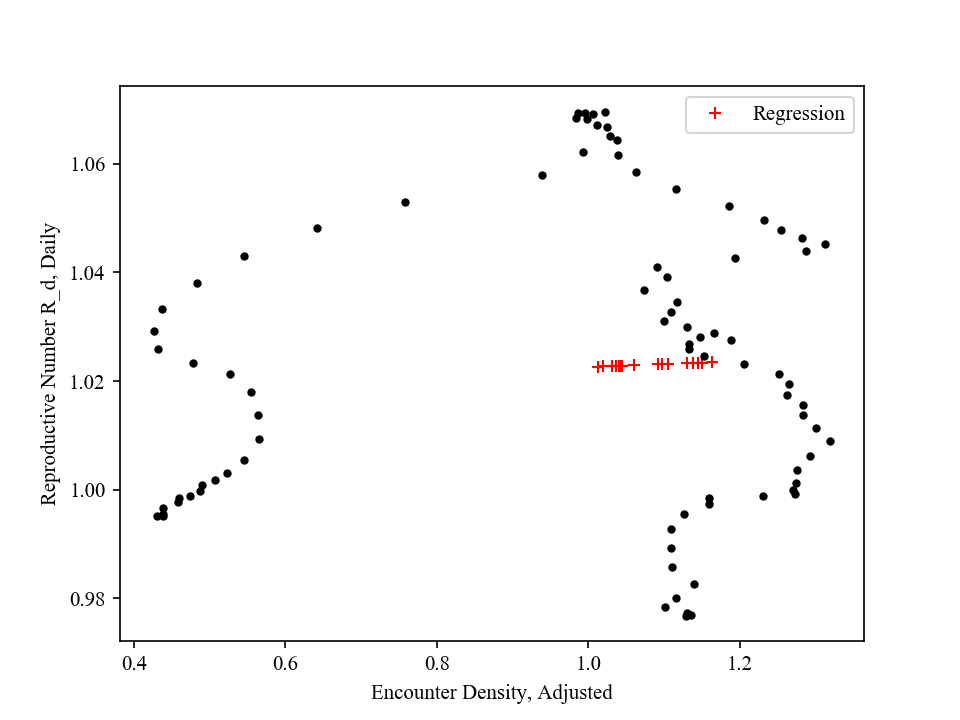 Regression
1.06
1.04
1.02
1.00
0.98
Reproductive Number R_d, Daily
0.4 0.6 0.8 1.0 1.2
Encounter Density, Adjusted